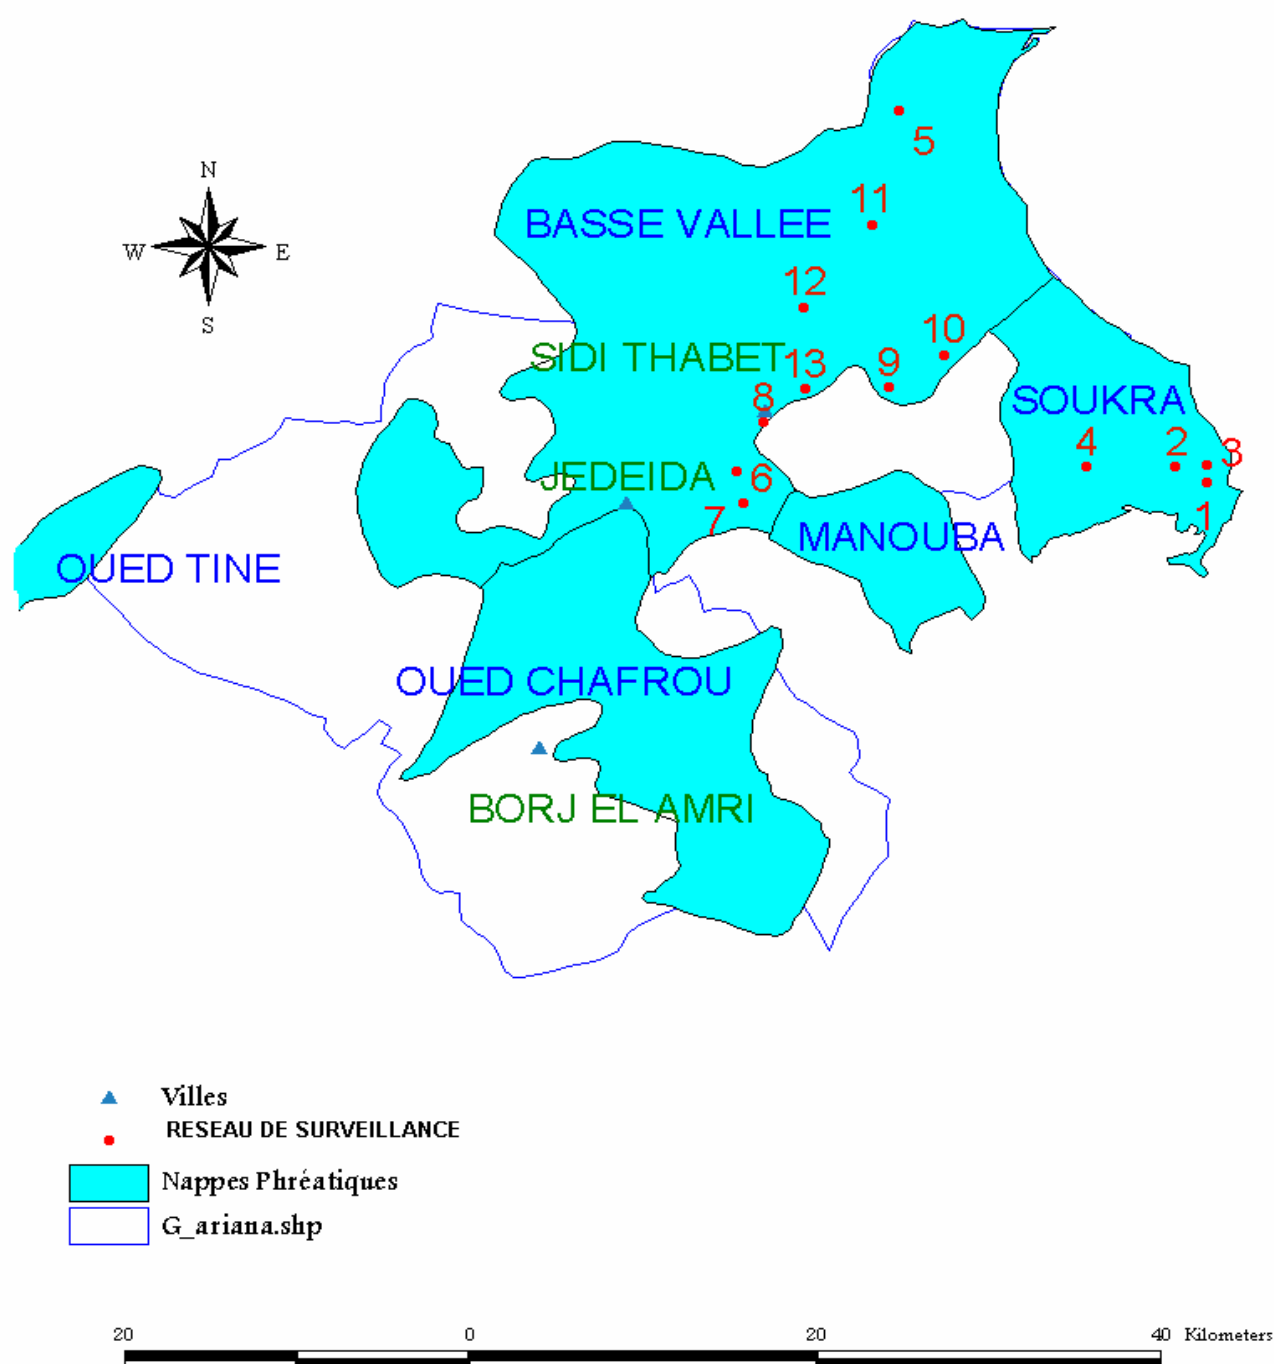 5
N
11
BASSE VALLEE
W
E
12
S
10
SIDI THABET
13
9
8
SOUKRA
4
2
3
JEDEIDA
6
1
7
MANOUBA
OUED TINE
OUED CHAFROU
BORJ EL AMRI
Villes
RESEAU DE SURVEILLANCE
Nappes Phréatiques
G_ariana.shp
20 0 20 40 Kilometers